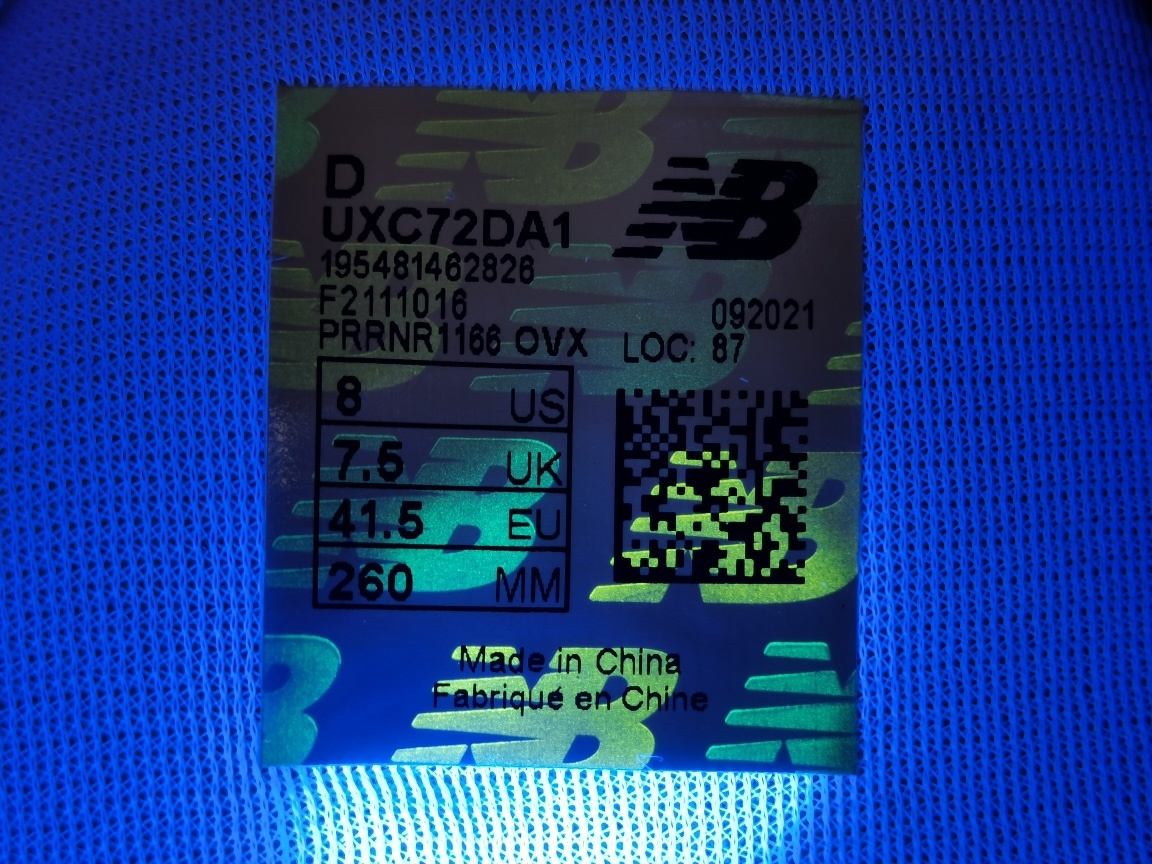 D
NB
UXC72DA1
195481462826
F2111016
092021
PRRNR1166 OVX
LOC: 87
8 US
7.5 UK
41.5 EU
260 MM
Made in China
Fabriqué en Chine